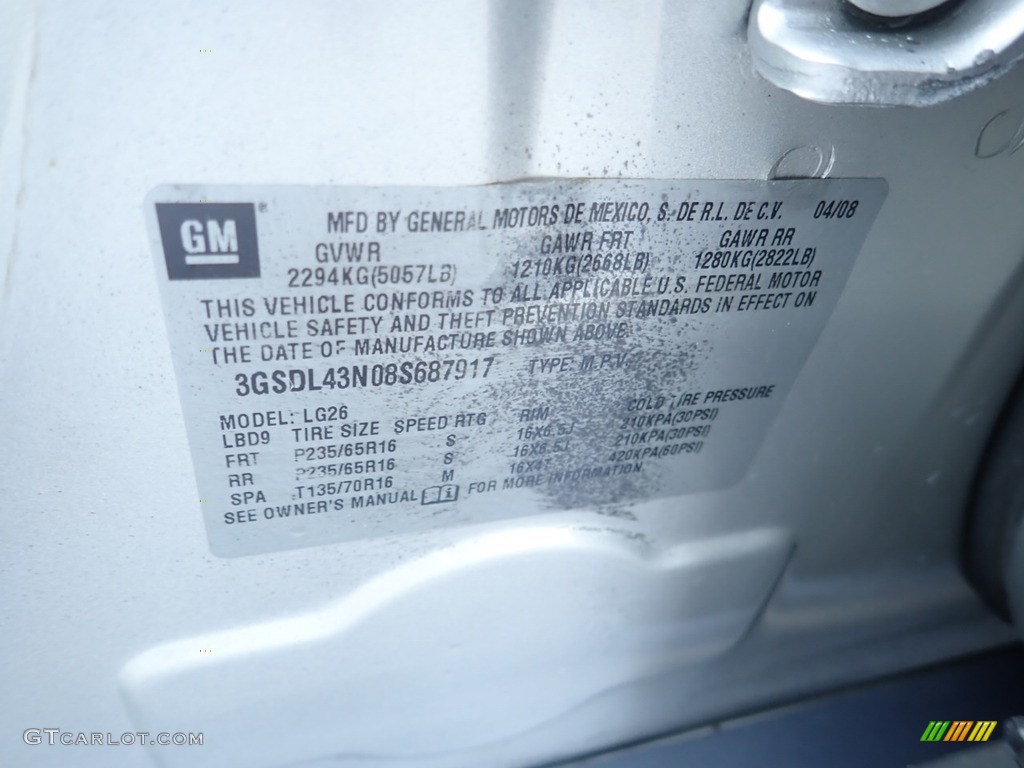 GM
MFD BY GENERAL MOTORS DE MEXICO, S. DE R.L. DE C.V. 04/08
GVWR GAWR FRT GAWR RR
2294KG(5057LB) 1210KG(2668LB) 1280KG(2822LB)
THIS VEHICLE CONFORMS TO ALL APPLICABLE U.S. FEDERAL MOTOR
VEHICLE SAFETY AND THEFT PREVENTION STANDARDS IN EFFECT ON
THE DATE OF MANUFACTURE SHOWN ABOVE.
3GSDL43N08S687917 TYPE: M.P.V.
MODEL: LG26
LBD9 TIRE SIZE SPEED RTG RIM COLD TIRE PRESSURE
FRT P235/65R16 S 16X6.5J 210KPA(30PSI)
RR P235/65R16 S 16X6.5J 210KPA(30PSI)
SPA T135/70R16 M 16X4T 420KPA(60PSI)
SEE OWNER'S MANUAL FOR MORE INFORMATION
GTCARLOT.COM